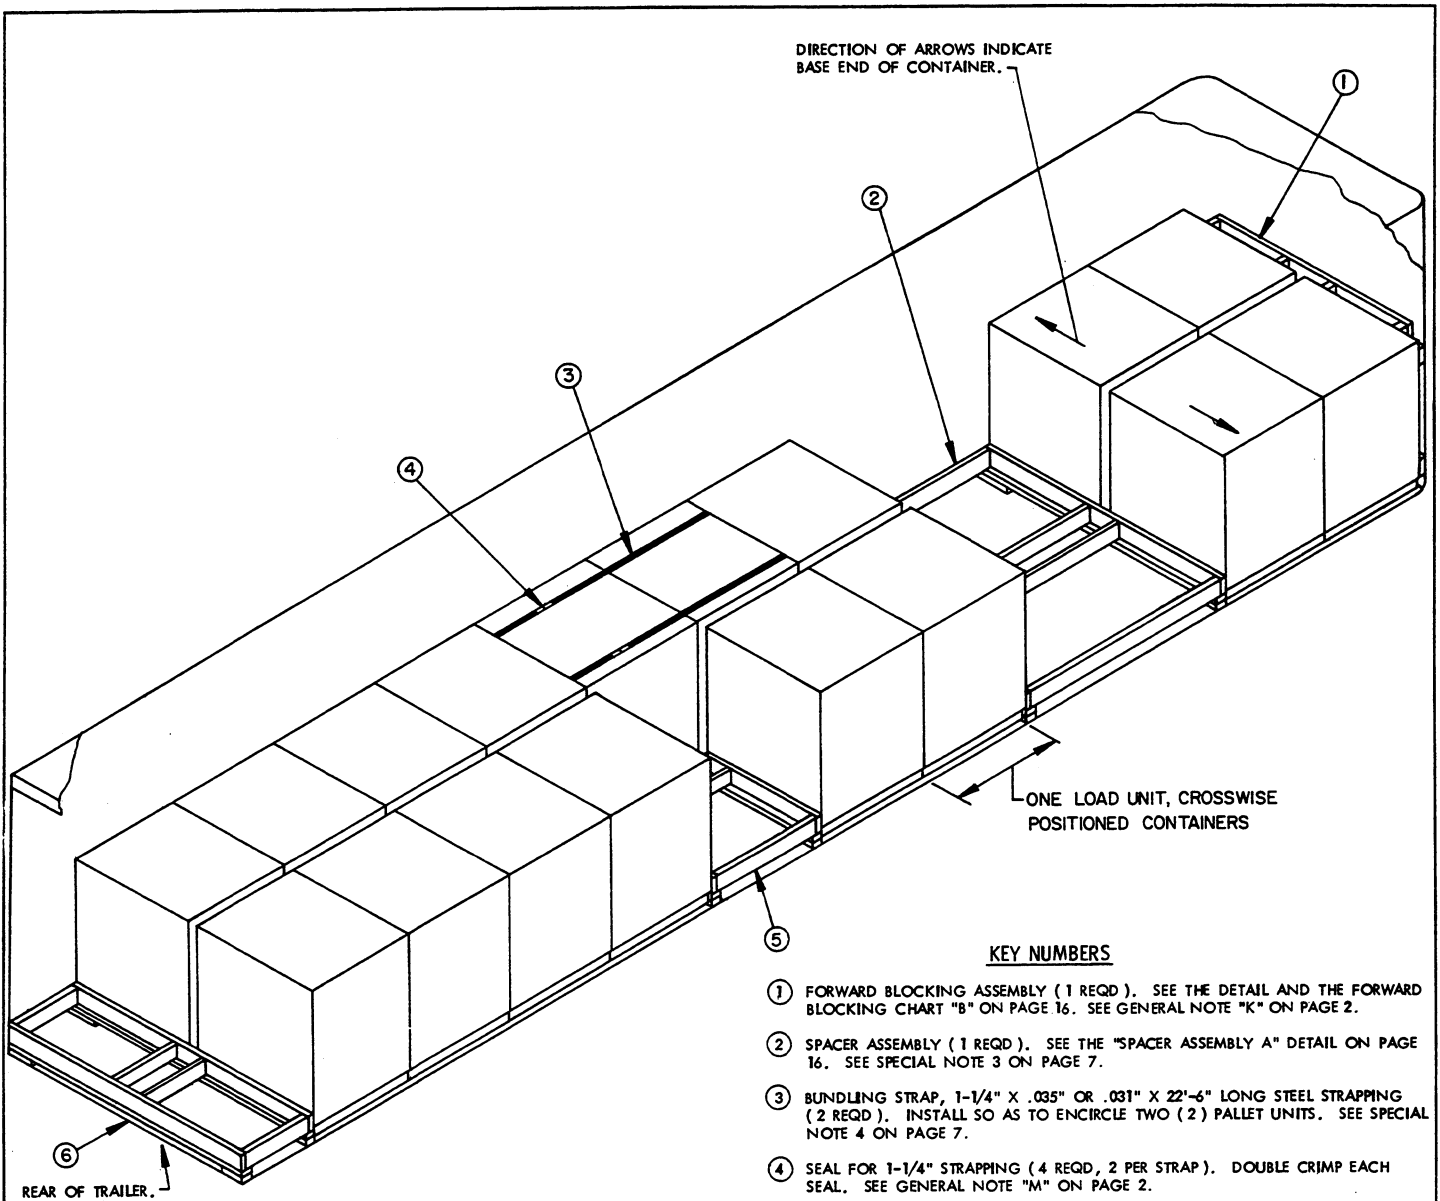 DIRECTION OF ARROWS INDICATE
BASE END OF CONTAINER.
1
2
3
4
ONE LOAD UNIT, CROSSWISE
POSITIONED CONTAINERS
5
6
REAR OF TRAILER.
KEY NUMBERS
1 FORWARD BLOCKING ASSEMBLY ( 1 REQD ). SEE THE DETAIL AND THE FORWARD
BLOCKING CHART "B" ON PAGE 16. SEE GENERAL NOTE "K" ON PAGE 2.
2 SPACER ASSEMBLY ( 1 REQD ). SEE THE "SPACER ASSEMBLY A" DETAIL ON PAGE
16. SEE SPECIAL NOTE 3 ON PAGE 7.
3 BUNDLING STRAP, 1-1/4" X .035" OR .031" X 22'-6" LONG STEEL STRAPPING
( 2 REQD ). INSTALL SO AS TO ENCIRCLE TWO ( 2 ) PALLET UNITS. SEE SPECIAL
NOTE 4 ON PAGE 7.
4 SEAL FOR 1-1/4" STRAPPING ( 4 REQD, 2 PER STRAP ). DOUBLE CRIMP EACH
SEAL. SEE GENERAL NOTE "M" ON PAGE 2.